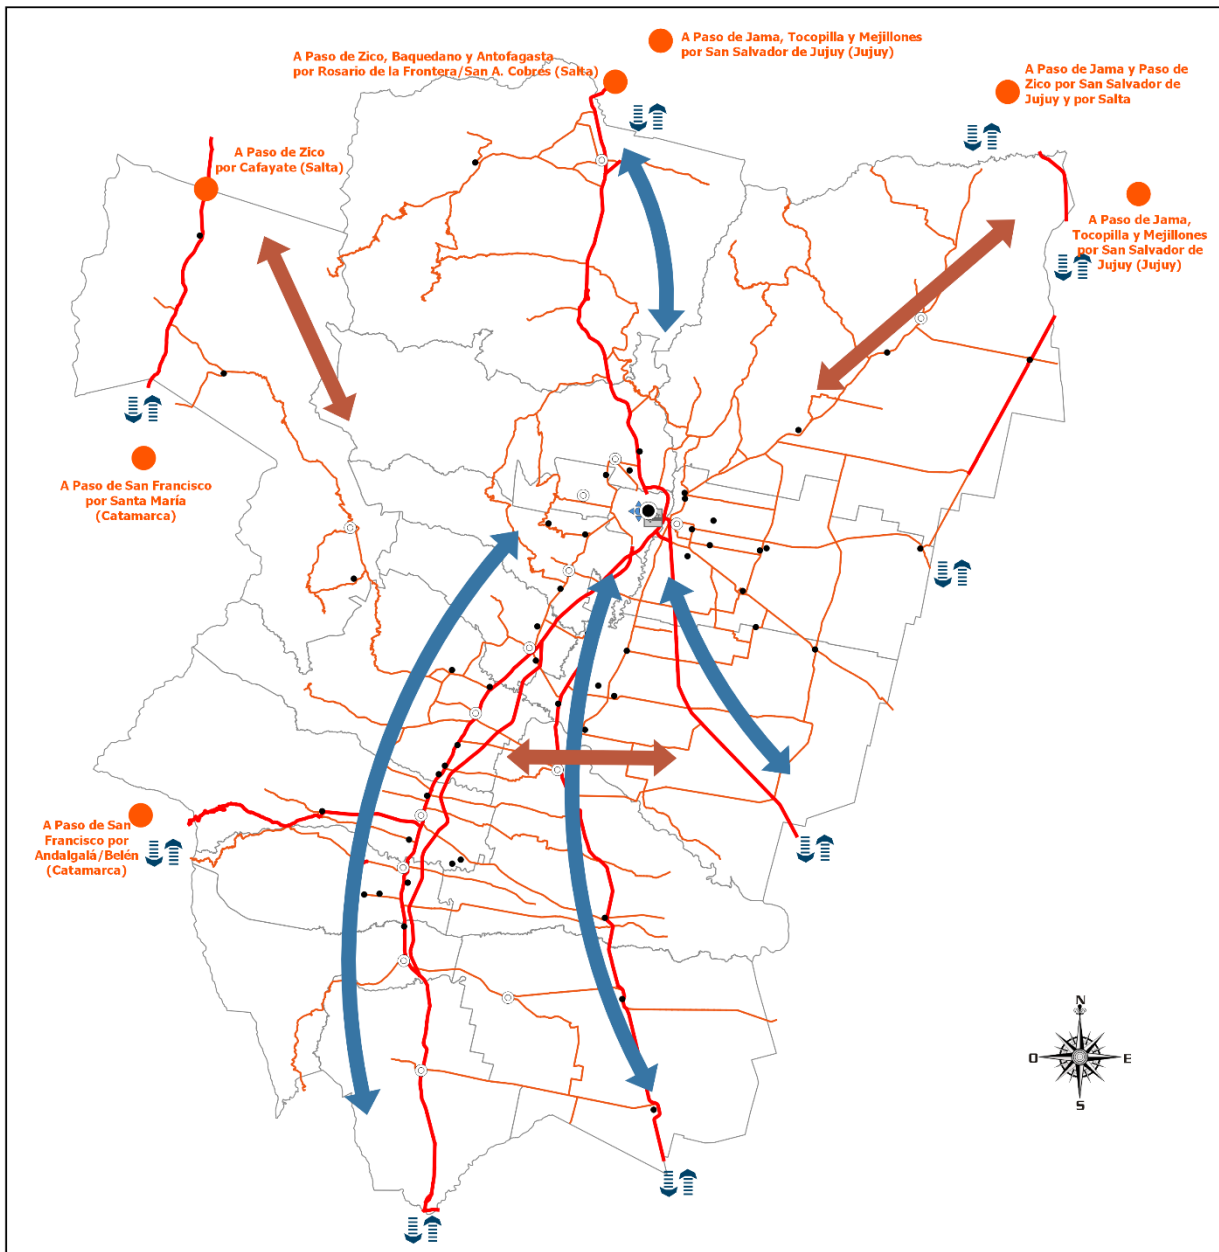 A Paso de Jama, Tocopilla y Mejillones
por San Salvador de Jujuy (Jujuy)
A Paso de Zico, Baquedano y Antofagasta
por Rosario de la Frontera/San A. Cobres (Salta)
A Paso de Jama y Paso de
Zico por San Salvador de
Jujuy y por Salta
A Paso de Zico
por Cafayate (Salta)
A Paso de Jama,
Tocopilla y Mejillones
por San Salvador de
Jujuy (Jujuy)
A Paso de San Francisco
por Santa María
(Catamarca)
A Paso de San
Francisco por
Andalgalá/Belén
(Catamarca)
N
O
E
S